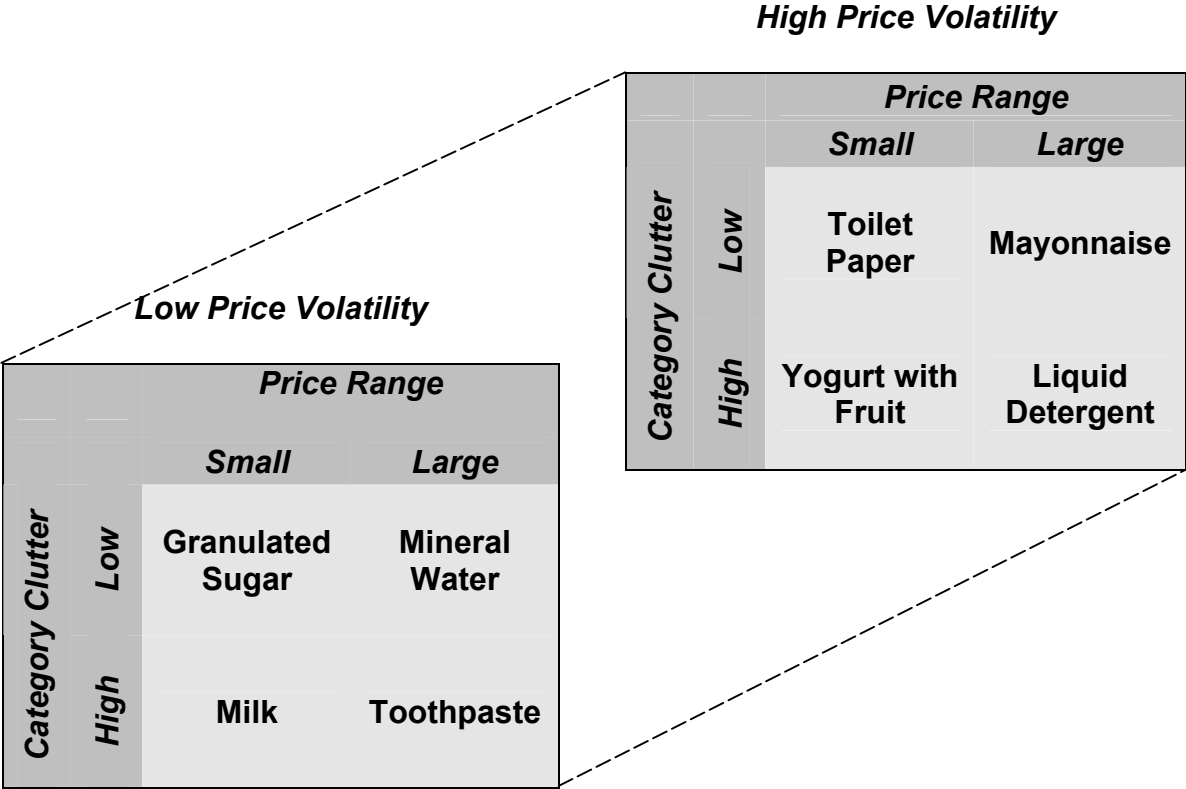 High Price Volatility
Price Range
Small Large
Category Clutter
Low
Toilet
Paper
Mayonnaise
High
Yogurt with
Fruit
Liquid
Detergent
Low Price Volatility
Price Range
Small Large
Category Clutter
Low
Granulated
Sugar
Mineral
Water
High
Milk
Toothpaste